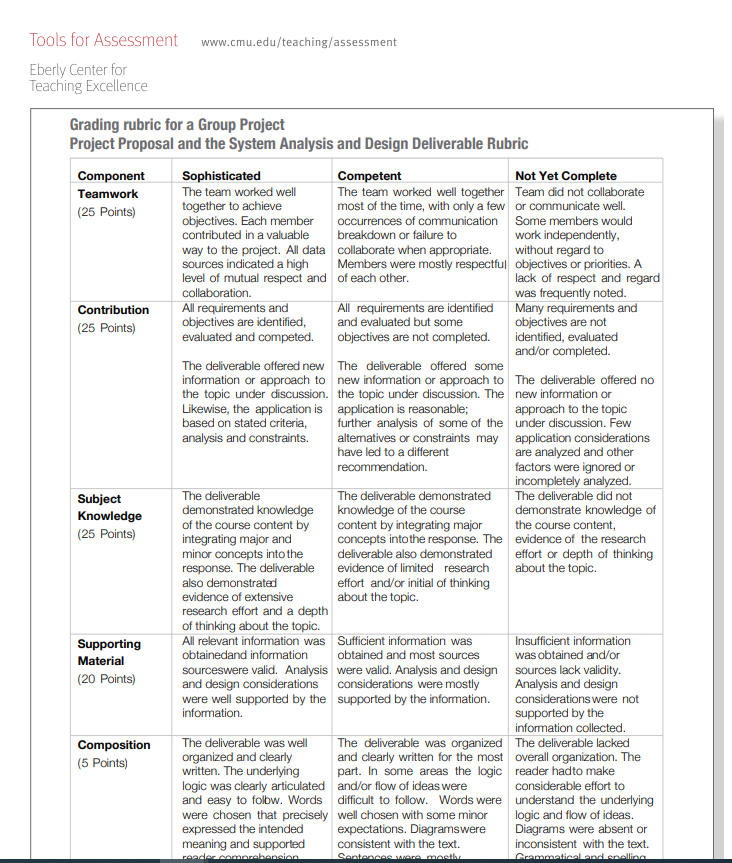 Tools for Assessment www.cmu.edu/teaching/assessment
Eberly Center for
Teaching Excellence
Grading rubric for a Group Project
Project Proposal and the System Analysis and Design Deliverable Rubric
Component
Sophisticated
Competent
Not Yet Complete
Teamwork
(25 Points)
The team worked well
together to achieve
objectives. Each member
contributed in a valuable
way to the project. All data
sources indicated a high
level of mutual respect and
collaboration.
The team worked well together
most of the time, with only a few
occurrences of communication
breakdown or failure to
collaborate when appropriate.
Members were mostly respectful
of each other.
Team did not collaborate
or communicate well.
Some members would
work independently,
without regard to
objectives or priorities. A
lack of respect and regard
was frequently noted.
Contribution
(25 Points)
All requirements and
objectives are identified,
evaluated and competed.
The deliverable offered new
information or approach to
the topic under discussion.
Likewise, the application is
based on stated criteria,
analysis and constraints.
All requirements are identified
and evaluated but some
objectives are not completed.
The deliverable offered some
new information or approach to
the topic under discussion. The
application is reasonable;
further analysis of some of the
alternatives or constraints may
have led to a different
recommendation.
Many requirements and
objectives are not
identified, evaluated
and/or completed.
The deliverable offered no
new information or
approach to the topic
under discussion. Few
application considerations
are analyzed and other
factors were ignored or
incompletely analyzed.
Subject
Knowledge
(25 Points)
The deliverable
demonstrated knowledge
of the course content by
integrating major and
minor concepts into the
response. The deliverable
also demonstrated
evidence of extensive
research effort and a depth
of thinking about the topic.
The deliverable demonstrated
knowledge of the course
content by integrating major
concepts into the response. The
deliverable also demonstrated
evidence of limited research
effort and/or initial of thinking
about the topic.
The deliverable did not
demonstrate knowledge of
the course content,
evidence of the research
effort or depth of thinking
about the topic.
Supporting
Material
(20 Points)
All relevant information was
obtainedand information
sourceswere valid. Analysis
and design considerations
were well supported by the
information.
Sufficient information was
obtained and most sources
were valid. Analysis and design
considerations were mostly
supported by the information.
Insufficient information
was obtained and/or
sources lack validity.
Analysis and design
considerations were not
supported by the
information collected.
Composition
(5 Points)
The deliverable was well
organized and clearly
written. The underlying
logic was clearly articulated
and easy to follow. Words
were chosen that precisely
expressed the intended
meaning and supported
reader comprehension.
The deliverable was organized
and clearly written for the most
part. In some areas the logic
and/or flow of ideas were
difficult to follow. Words were
well chosen with some minor
expectations. Diagrams were
consistent with the text.
Sentences were mostly
The deliverable lacked
overall organization. The
reader had to make
considerable effort to
understand the underlying
logic and flow of ideas.
Diagrams were absent or
inconsistent with the text.
Grammatical and spelling